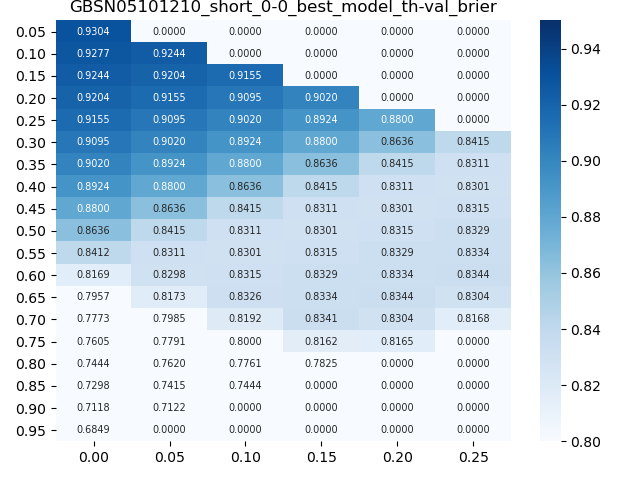 GBSN05101210_short_0-0_best_model_th-val_brier
0.05 0.9304 0.0000 0.0000 0.0000 0.0000 0.0000
0.10 0.9277 0.9244 0.0000 0.0000 0.0000 0.0000
0.15 0.9244 0.9204 0.9155 0.0000 0.0000 0.0000
0.20 0.9204 0.9155 0.9095 0.9020 0.0000 0.0000
0.25 0.9155 0.9095 0.9020 0.8924 0.8800 0.0000
0.30 0.9095 0.9020 0.8924 0.8800 0.8636 0.8415
0.35 0.9020 0.8924 0.8800 0.8636 0.8415 0.8311
0.40 0.8924 0.8800 0.8636 0.8415 0.8311 0.8301
0.45 0.8800 0.8636 0.8415 0.8311 0.8301 0.8315
0.50 0.8636 0.8415 0.8311 0.8301 0.8315 0.8329
0.55 0.8412 0.8311 0.8301 0.8315 0.8329 0.8334
0.60 0.8169 0.8298 0.8315 0.8329 0.8334 0.8344
0.65 0.7957 0.8173 0.8326 0.8334 0.8344 0.8304
0.70 0.7773 0.7985 0.8192 0.8341 0.8304 0.8168
0.75 0.7605 0.7791 0.8000 0.8162 0.8165 0.0000
0.80 0.7444 0.7620 0.7761 0.7825 0.0000 0.0000
0.85 0.7298 0.7415 0.7444 0.0000 0.0000 0.0000
0.90 0.7118 0.7122 0.0000 0.0000 0.0000 0.0000
0.95 0.6849 0.0000 0.0000 0.0000 0.0000 0.0000
0.00 0.05 0.10 0.15 0.20 0.25
0.94
0.92
0.90
0.88
0.86
0.84
0.82
0.80